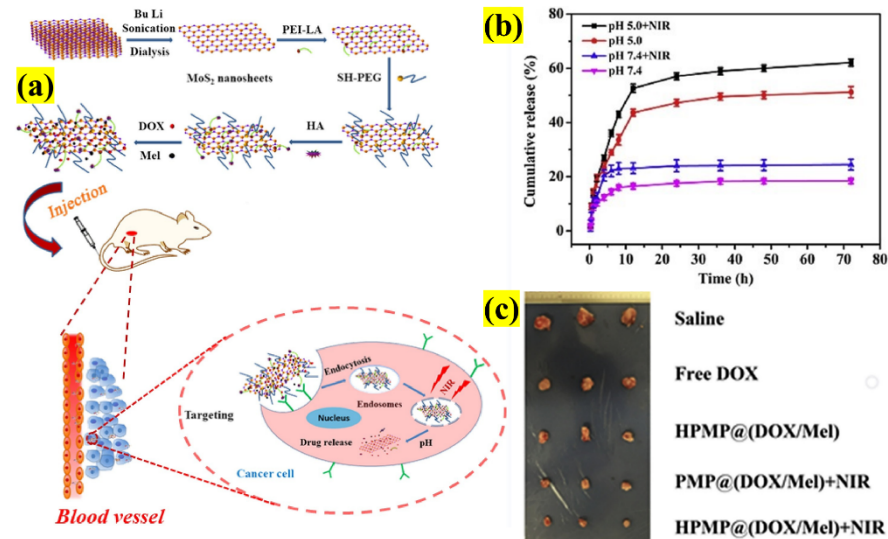 (a)
Bu Li
Sonication
Dialysis
PEI-LA
MoS₂ nanosheets
SH-PEG
HA
DOX
Mel
Injection
Blood vessel
Targeting
Endocytosis
Endosomes
NIR
Nucleus
Drug release
pH
Cancer cell
(b)
pH 5.0+NIR
pH 5.0
pH 7.4+NIR
pH 7.4
Cumulative release (%)
80
60
40
20
0
0 10 20 30 40 50 60 70 80
Time (h)
(c)
Saline
Free DOX
HPMP@(DOX/Mel)
PMP@(DOX/Mel)+NIR
HPMP@(DOX/Mel)+NIR